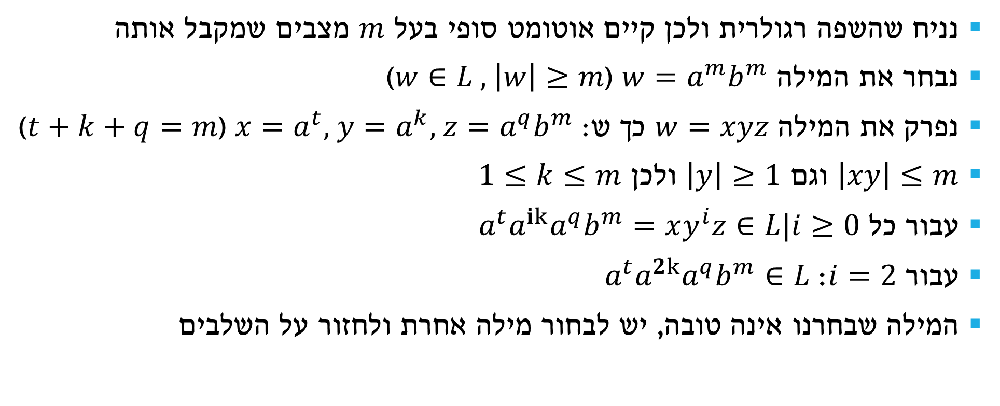 ▪ נניח שהשפה רגולרית ולכן קיים אוטומט סופי בעל $m$ מצבים שמקבל אותה
▪ נבחר את המילה $w = a^m b^m$ ($w \in L , |w| \geq m$)
▪ נפרק את המילה $w = xyz$ כך ש: $x = a^t, y = a^k, z = a^q b^m$ ($t + k + q = m$)
▪ $|xy| \leq m$ וגם $|y| \geq 1$ ולכן $1 \leq k \leq m$
▪ עבור כל $a^t a^{\mathbf{i}\mathrm{k}} a^q b^m = xy^i z \in L | i \geq 0$
▪ עבור $i = 2$: $a^t a^{\mathbf{2}\mathrm{k}} a^q b^m \in L$
▪ המילה שבחרנו אינה טובה, יש לבחור מילה אחרת ולחזור על השלבים